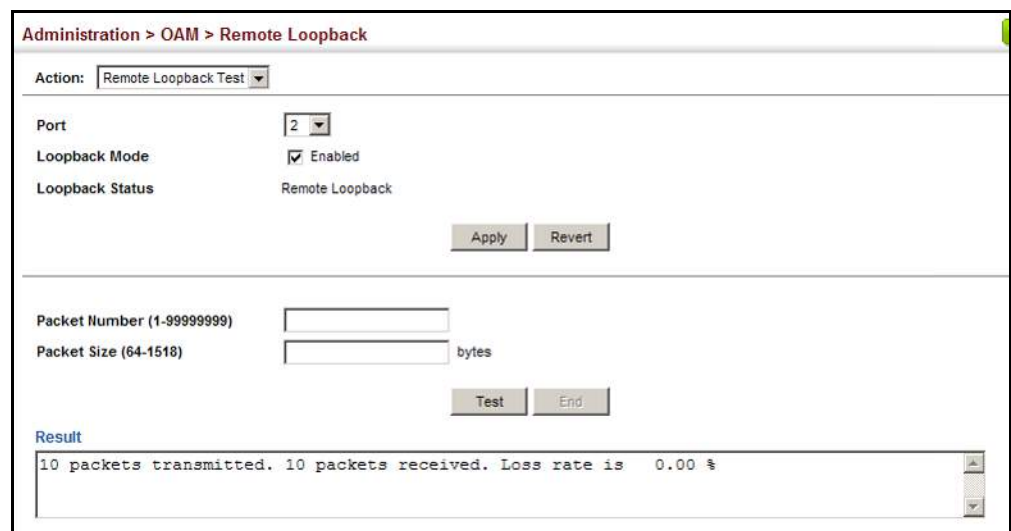 Administration > OAM > Remote Loopback
Action: Remote Loopback Test
Port 2
Loopback Mode Enabled
Loopback Status Remote Loopback
Apply Revert
Packet Number (1-99999999)
Packet Size (64-1518) bytes
Test End
Result
10 packets transmitted. 10 packets received. Loss rate is 0.00 %